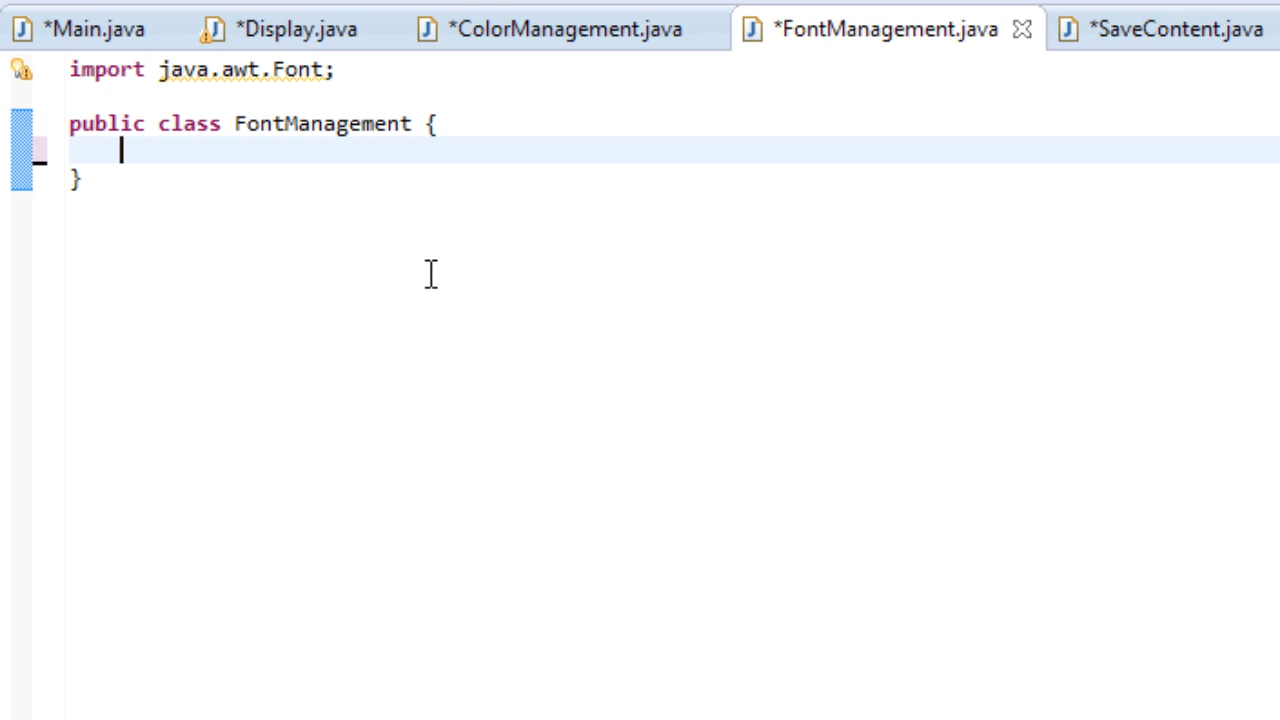 *Main.java *Display.java *ColorManagement.java *FontManagement.java *SaveContent.java
import java.awt.Font;
public class FontManagement {
}